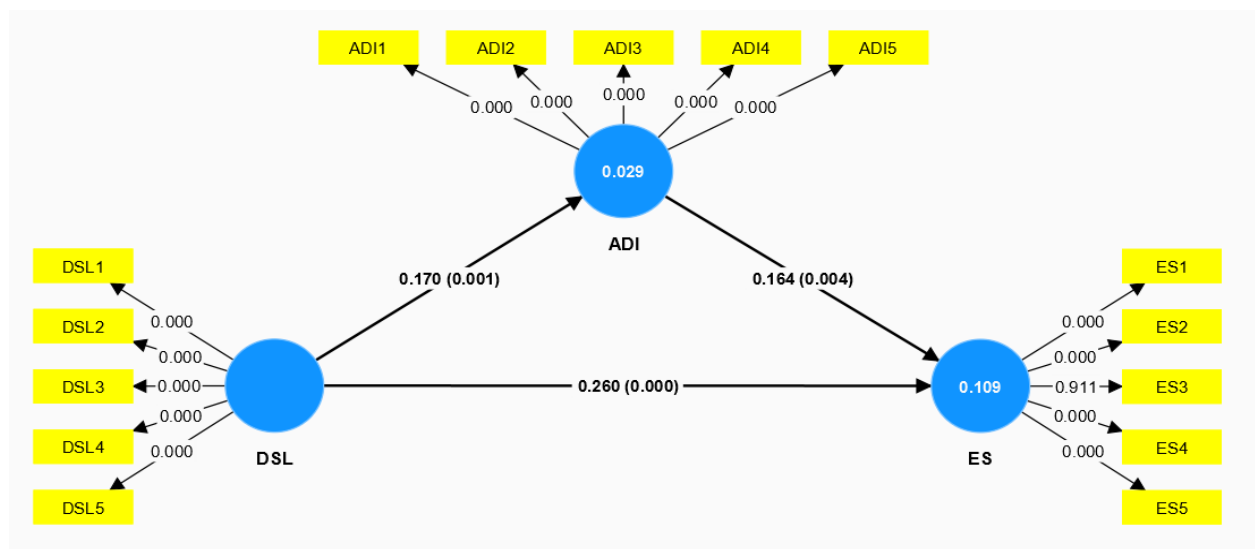 ADI1 ADI2 ADI3 ADI4 ADI5
0.000 0.000 0.000 0.000 0.000
0.029
ADI
DSL1 ES1
0.170 (0.001) 0.164 (0.004)
0.000 0.000
DSL2 ES2
0.000 0.000
DSL3 0.000 0.260 (0.000) 0.109 0.911 ES3
0.000 0.000
DSL4 ES4
0.000 0.000
DSL ES
DSL5 ES5